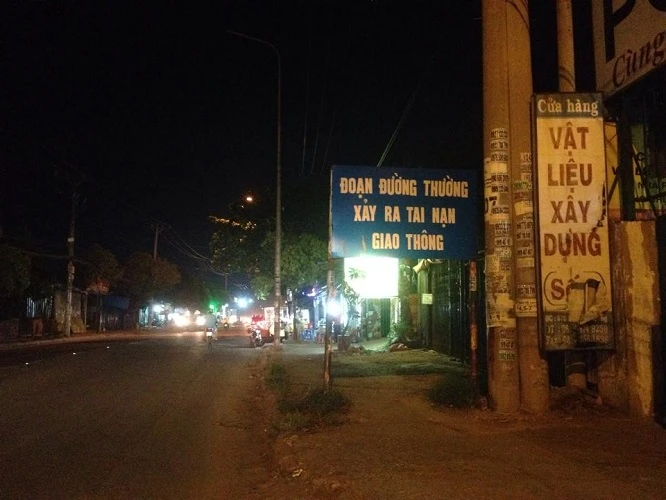 ĐOẠN ĐƯỜNG THƯỜNG
XẢY RA TAI NẠN
GIAO THÔNG
Cùng
Cửa hàng
VẬT
LIỆU
XÂY
DỰNG